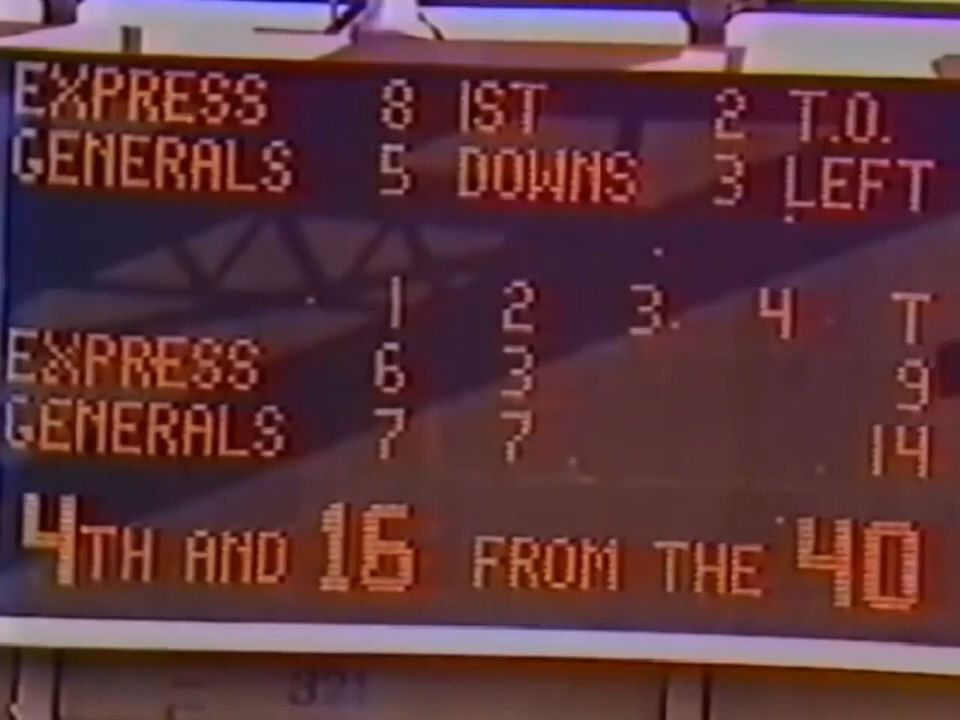 EXPRESS 8 1ST 2 T.O.
GENERALS 5 DOWNS 3 LEFT
1 2 3 4 T
EXPRESS 6 3 9
GENERALS 7 7 14
4TH AND 16 FROM THE 40
321